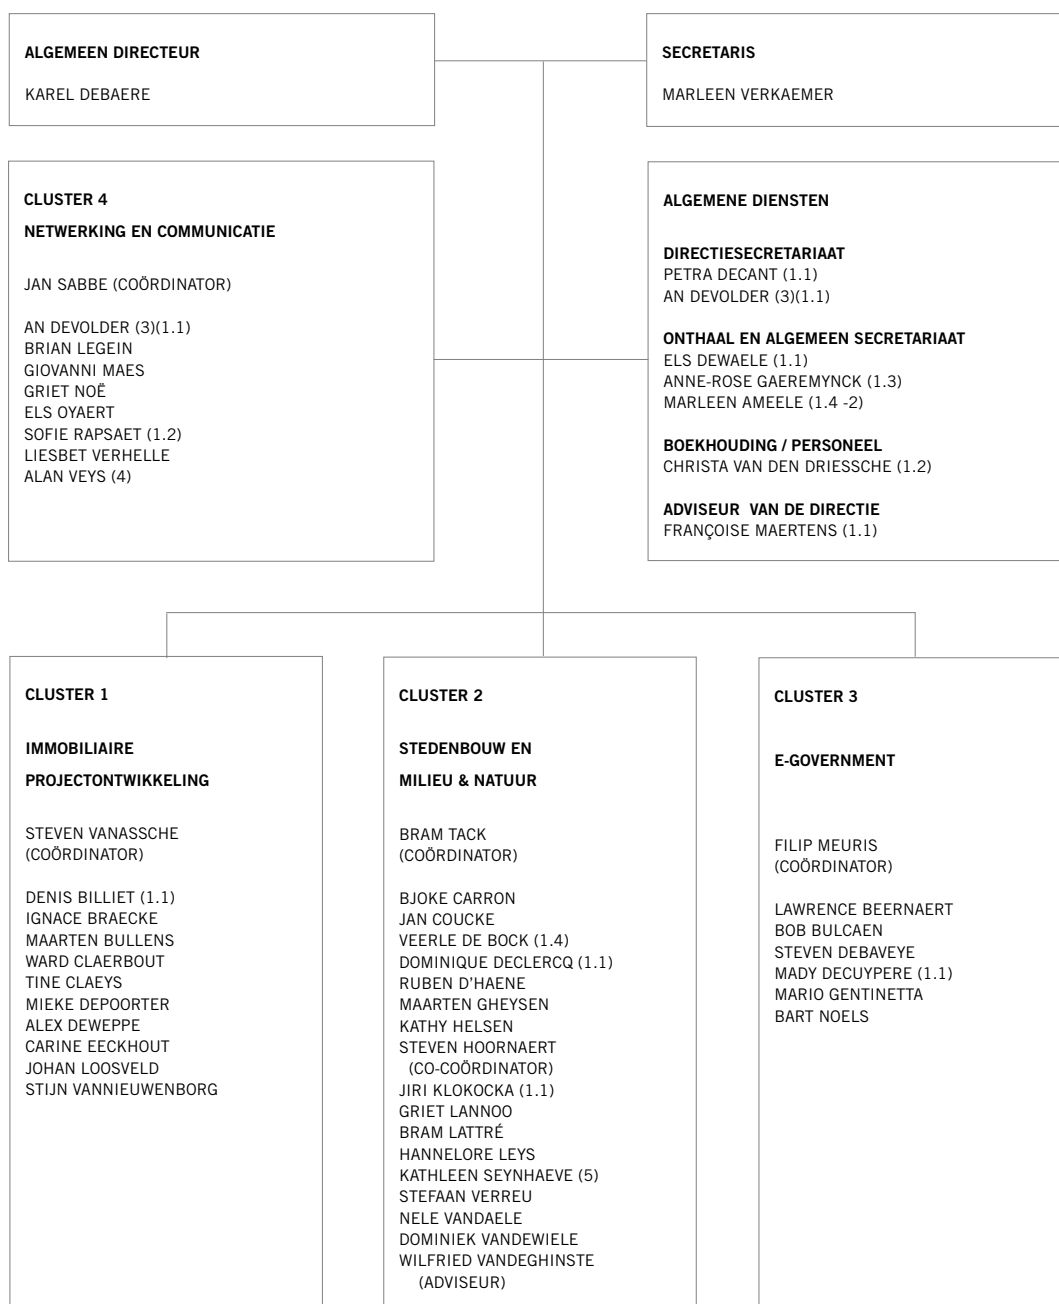 ALGEMEEN DIRECTEUR
KAREL DEBAERE
SECRETARIS
MARLEEN VERKAEMER
CLUSTER 4
NETWERKING EN COMMUNICATIE
JAN SABBE (COÖRDINATOR)
AN DEVOLDER (3)(1.1)
BRIAN LEGEIN
GIOVANNI MAES
GRIET NOË
ELS OYAERT
SOFIE RAPSAET (1.2)
LIESBET VERHELLE
ALAN VEYS (4)
ALGEMENE DIENSTEN
DIRECTIESECRETARIAAT
PETRA DECANT (1.1)
AN DEVOLDER (3)(1.1)
ONTHAAL EN ALGEMEEN SECRETARIAAT
ELS DEWAELE (1.1)
ANNE-ROSE GAEREMYNCK (1.3)
MARLEEN AMEELE (1.4 -2)
BOEKHOUDING / PERSONEEL
CHRISTA VAN DEN DRIESSCHE (1.2)
ADVISEUR  VAN DE DIRECTIE
FRANÇOISE MAERTENS (1.1)
CLUSTER 1
IMMOBILIAIRE
PROJECTONTWIKKELING
STEVEN VANASSCHE
(COÖRDINATOR)
DENIS BILLIET (1.1)
IGNACE BRAECKE
MAARTEN BULLENS
WARD CLAERBOUT
TINE CLAEYS
MIEKE DEPOORTER
ALEX DEWEPPE
CARINE EECKHOUT
JOHAN LOOSVELD
STIJN VANNIEUWENBORG
CLUSTER 2
STEDENBOUW EN
MILIEU & NATUUR
BRAM TACK
(COÖRDINATOR)
BJOKE CARRON
JAN COUCKE
VEERLE DE BOCK (1.4)
DOMINIQUE DECLERCQ (1.1)
RUBEN D'HAENE
MAARTEN GHEYSEN
KATHY HELSEN
STEVEN HOORNAERT
(CO-COÖRDINATOR)
JIRI KLOKOCKA (1.1)
GRIET LANNOO
BRAM LATTRÉ
HANNELORE LEYS
KATHLEEN SEYNHAEVE (5)
STEFAAN VERREU
NELE VANDAELE
DOMINIEK VANDEWIELE
WILFRIED VANDEGHINSTE
(ADVISEUR)
CLUSTER 3
E-GOVERNMENT
FILIP MEURIS
(COÖRDINATOR)
LAWRENCE BEERNAERT
BOB BULCAEN
STEVEN DEBAVEYE
MADY DECUYPERE (1.1)
MARIO GENTINETTA
BART NOELS